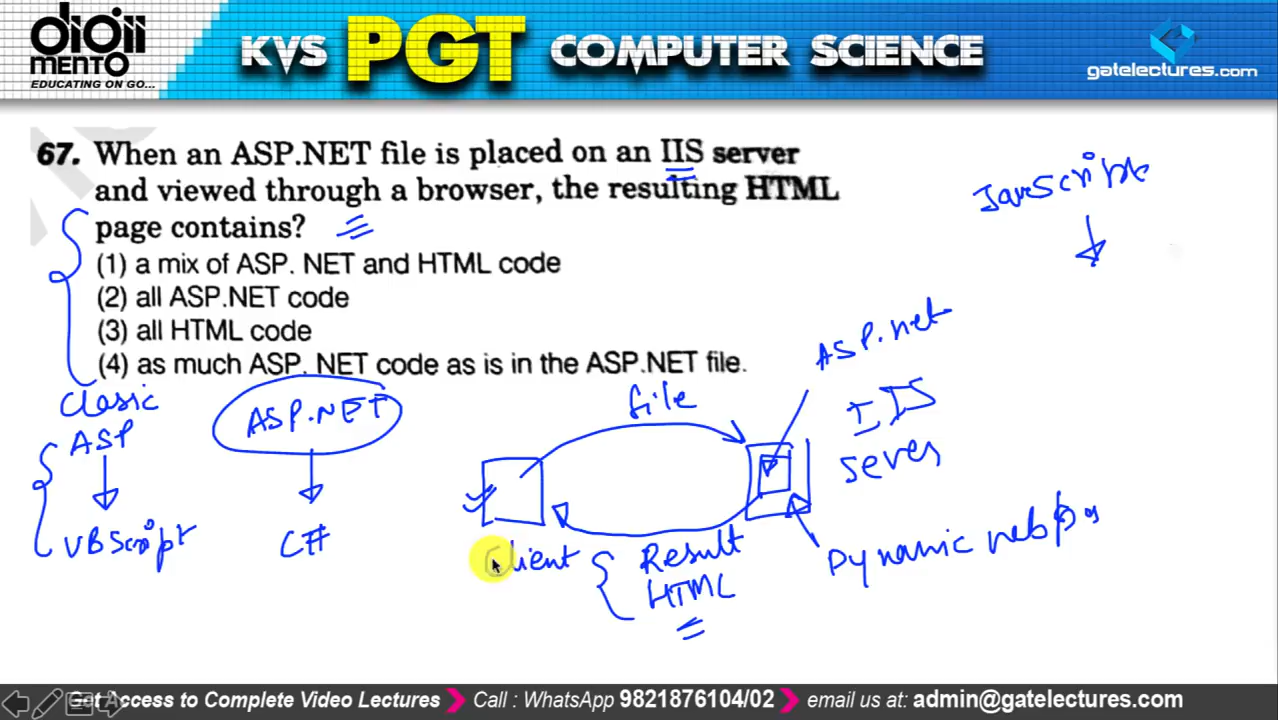 digii
MENTO
EDUCATING ON GO...
KVS PGT COMPUTER SCIENCE
gatelectures.com
67. When an ASP.NET file is placed on an IIS server
and viewed through a browser, the resulting HTML
page contains?
(1) a mix of ASP. NET and HTML code
(2) all ASP.NET code
(3) all HTML code
(4) as much ASP. NET code as is in the ASP.NET file.
JavaScript
ASP.net
Clasic
ASP
VBScript
ASP.NET
C#
file
IIS
Server
Client
Result
HTML
Dynamic
Get Access to Complete Video Lectures
Call : WhatsApp 9821876104/02
email us at: admin@gatelectures.com